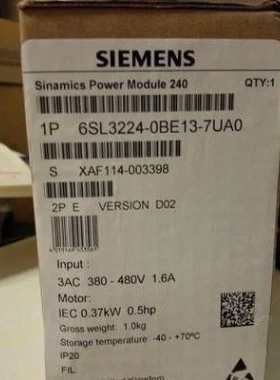 SIEMENS
Sinamics Power Module 240 QTY:1
1P 6SL3224-0BE13-7UA0
S XAF114-003398
2P E VERSION D02
Input :
3AC 380 - 480V 1.6A
Motor:
IEC 0.37kW 0.5hp
Gross weight: 1.0kg
Storage temperature -40 - +70°C
IP20
FIL: